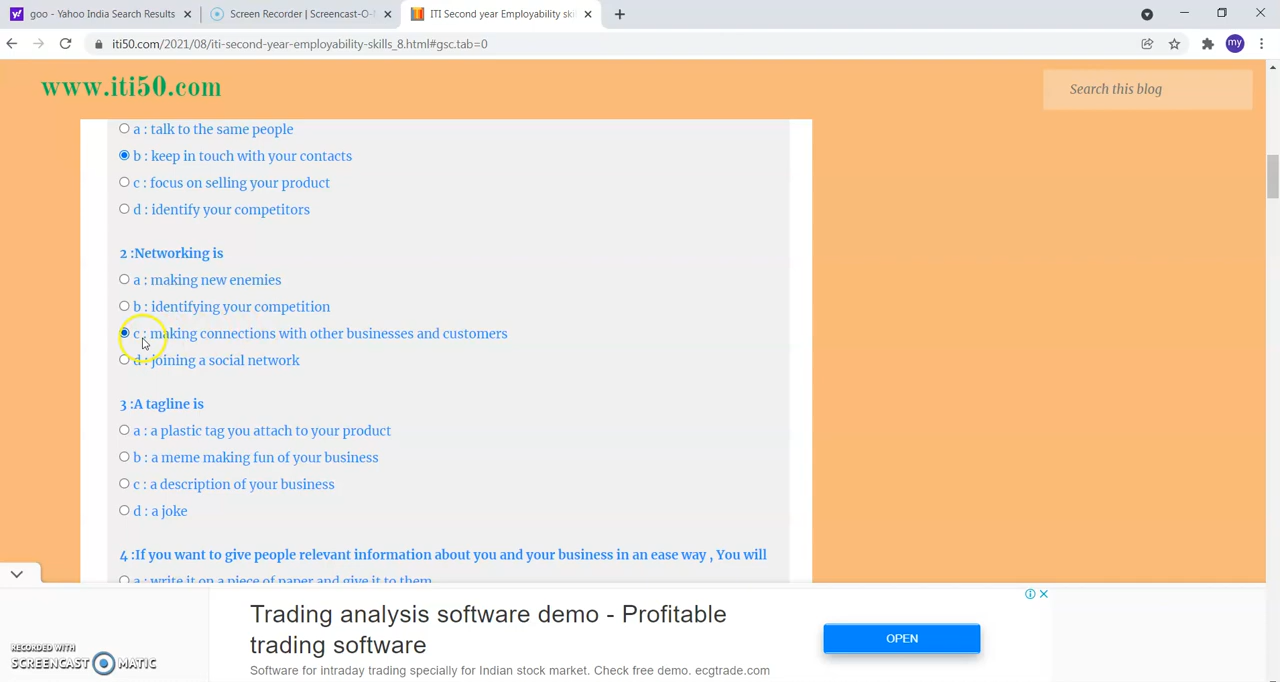 goo - Yahoo India Search Results
Screen Recorder | Screencast-O-
ITI Second year Employability ski
iti50.com/2021/08/iti-second-year-employability-skills_8.html#gsc.tab=0
my
www.iti50.com
Search this blog
a : talk to the same people
b : keep in touch with your contacts
c : focus on selling your product
d : identify your competitors
2 :Networking is
a : making new enemies
b : identifying your competition
c : making connections with other businesses and customers
d : joining a social network
3 :A tagline is
a : a plastic tag you attach to your product
b : a meme making fun of your business
c : a description of your business
d : a joke
4 :If you want to give people relevant information about you and your business in an ease way , You will
a : write it on a piece of paper and give it to them
Trading analysis software demo - Profitable
trading software
OPEN
Software for intraday trading specially for Indian stock market. Check free demo. ecgtrade.com
RECORDED WITH
SCREENCAST MATIC